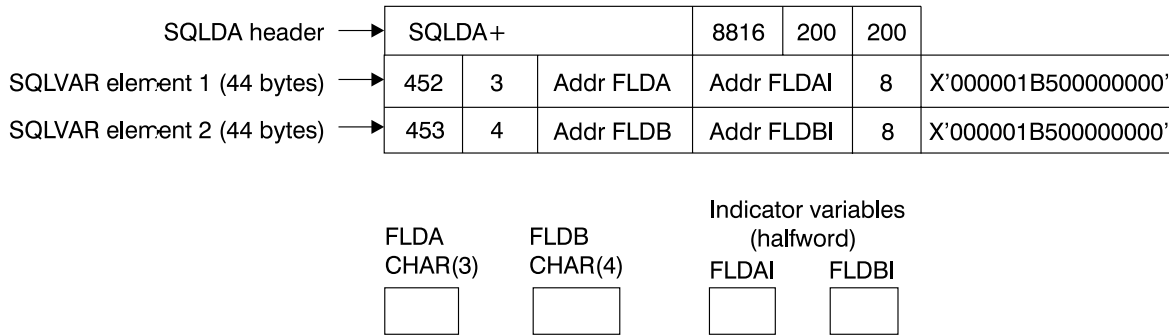 SQLDA header SQLDA+ 8816 200 200
SQLVAR element 1 (44 bytes) 452 3 Addr FLDA Addr FLDAI 8 X'000001B500000000'
SQLVAR element 2 (44 bytes) 453 4 Addr FLDB Addr FLDBI 8 X'000001B500000000'
Indicator variables
(halfword)
FLDA FLDB
CHAR(3) CHAR(4) FLDAI FLDBI